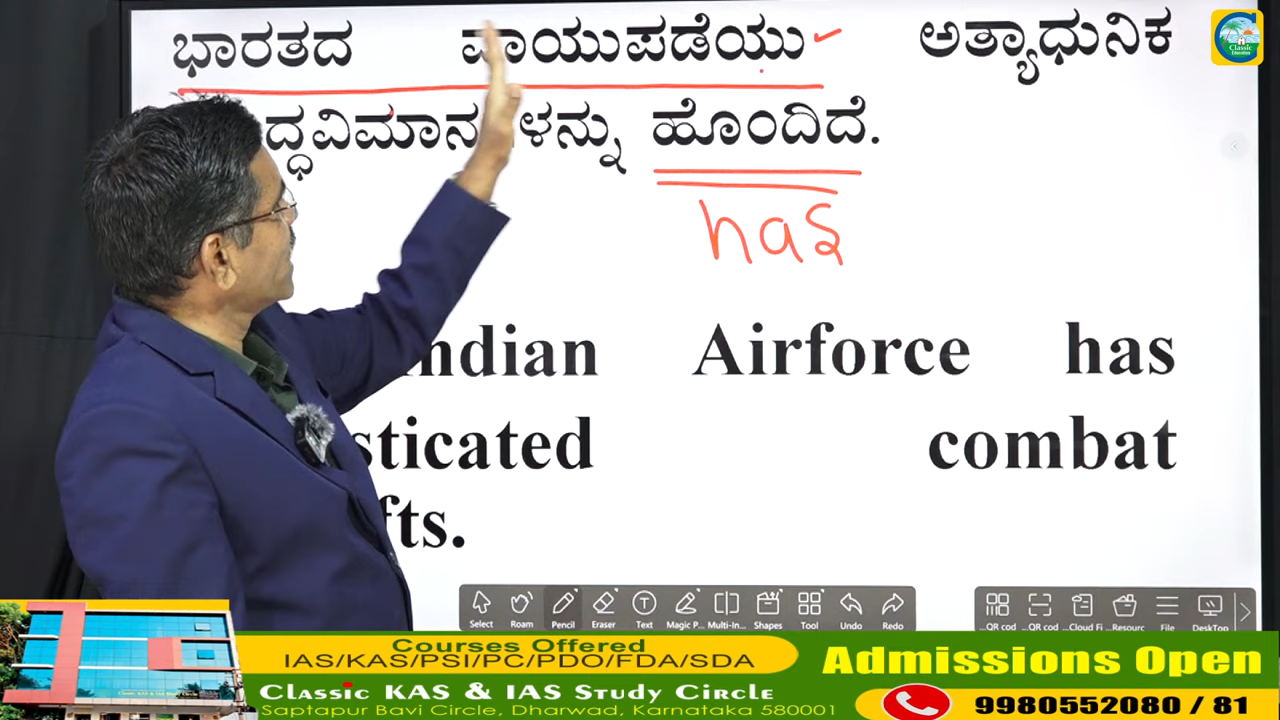 ಭಾರತದ ವಾಯುಪಡೆಯು ಅತ್ಯಾಧುನಿಕ
ಹೊಂದಿದೆ.
has
Indian Airforce has
combat
Classic
Education
Select Roam Pencil Eraser Text Magic P... Multi-In... Shapes Tool Undo Redo
...QR cod ...QR cod ...Cloud Fi ...Resourc File DeskTop
Courses Offered
IAS/KAS/PSI/PC/PDO/FDA/SDA
Classic KAS & IAS Study Circle
Saptapur Bavi Circle, Dharwad, Karnataka 580001
Admissions Open
9980552080 / 81